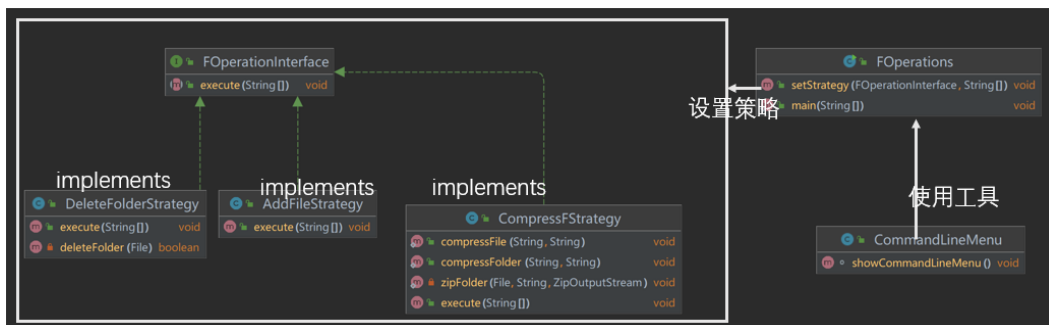 FOperationInterface
execute(String[]) void
FOperations
setStrategy(FOperationInterface, String[]) void
main(String[]) void
设置策略
implements
implements
implements
DeleteFolderStrategy
execute(String[]) void
deleteFolder(File) boolean
AddFileStrategy
execute(String[]) void
CompressFStrategy
compressFile(String, String) void
compressFolder(String, String) void
zipFolder(File, String, ZipOutputStream) void
execute(String[]) void
使用工具
CommandLineMenu
showCommandLineMenu() void